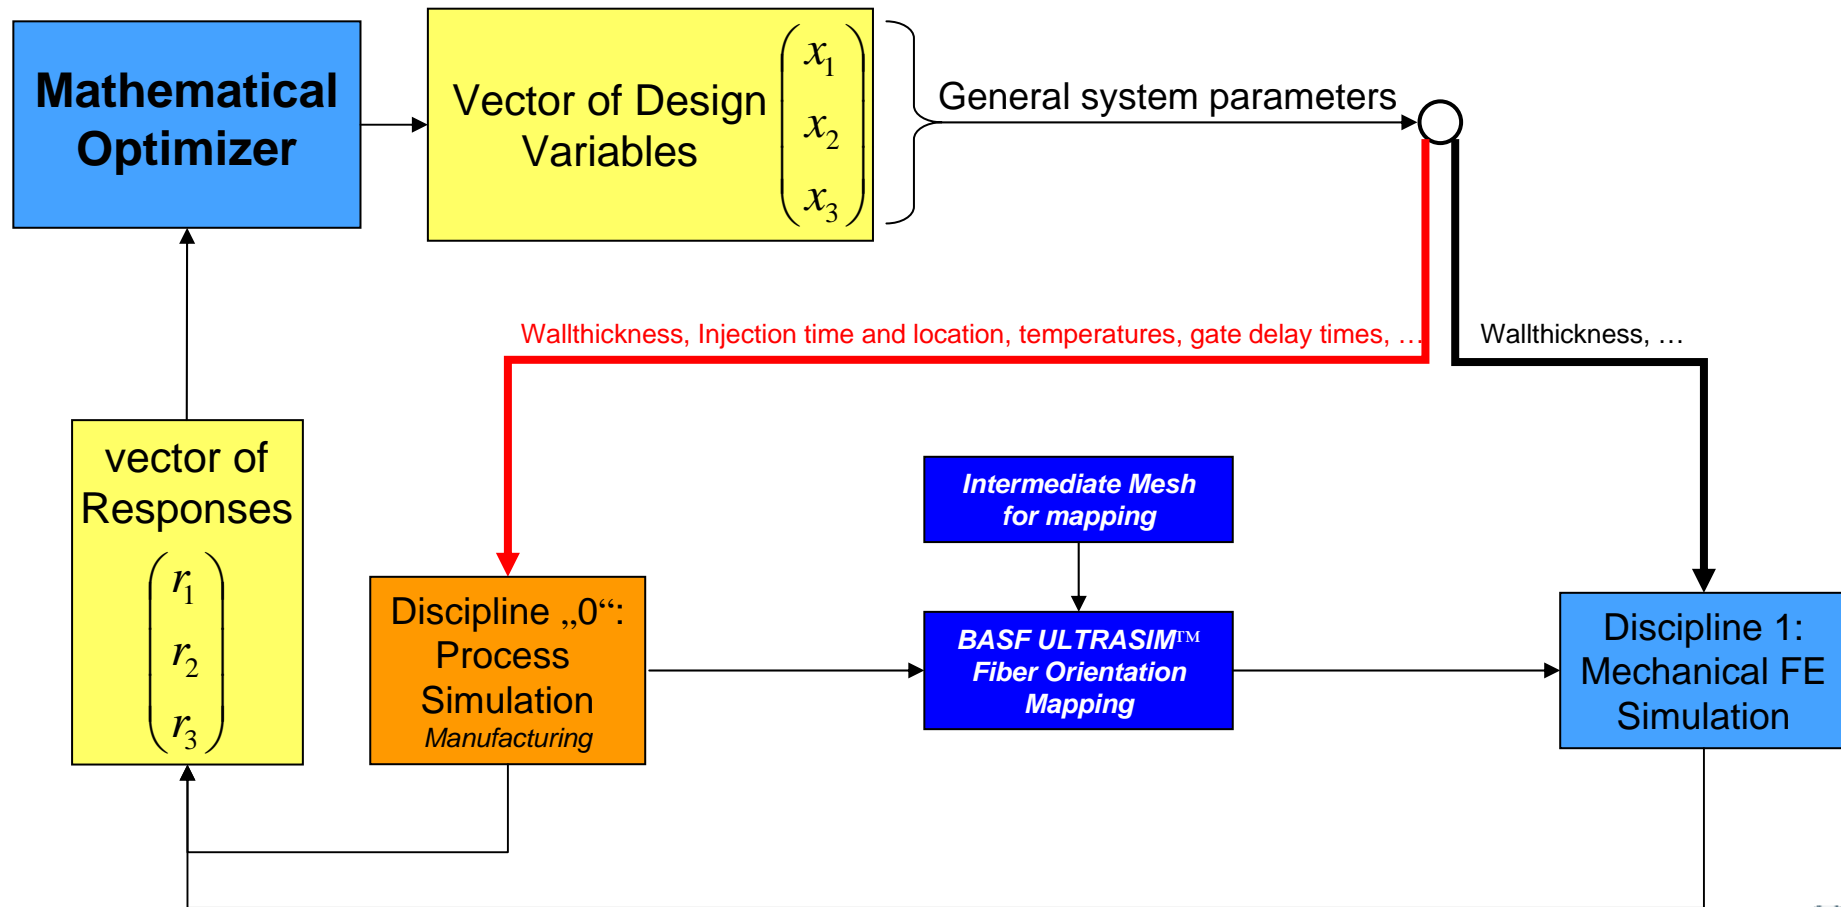 Mathematical
Optimizer
Vector of Design
Variables
x1
x2
x3
General system parameters
Wallthickness, Injection time and location, temperatures, gate delay times, …
Wallthickness, …
vector of
Responses
r1
r2
r3
Intermediate Mesh
for mapping
Discipline „0“:
Process
Simulation
Manufacturing
BASF ULTRASIM™
Fiber Orientation
Mapping
Discipline 1:
Mechanical FE
Simulation